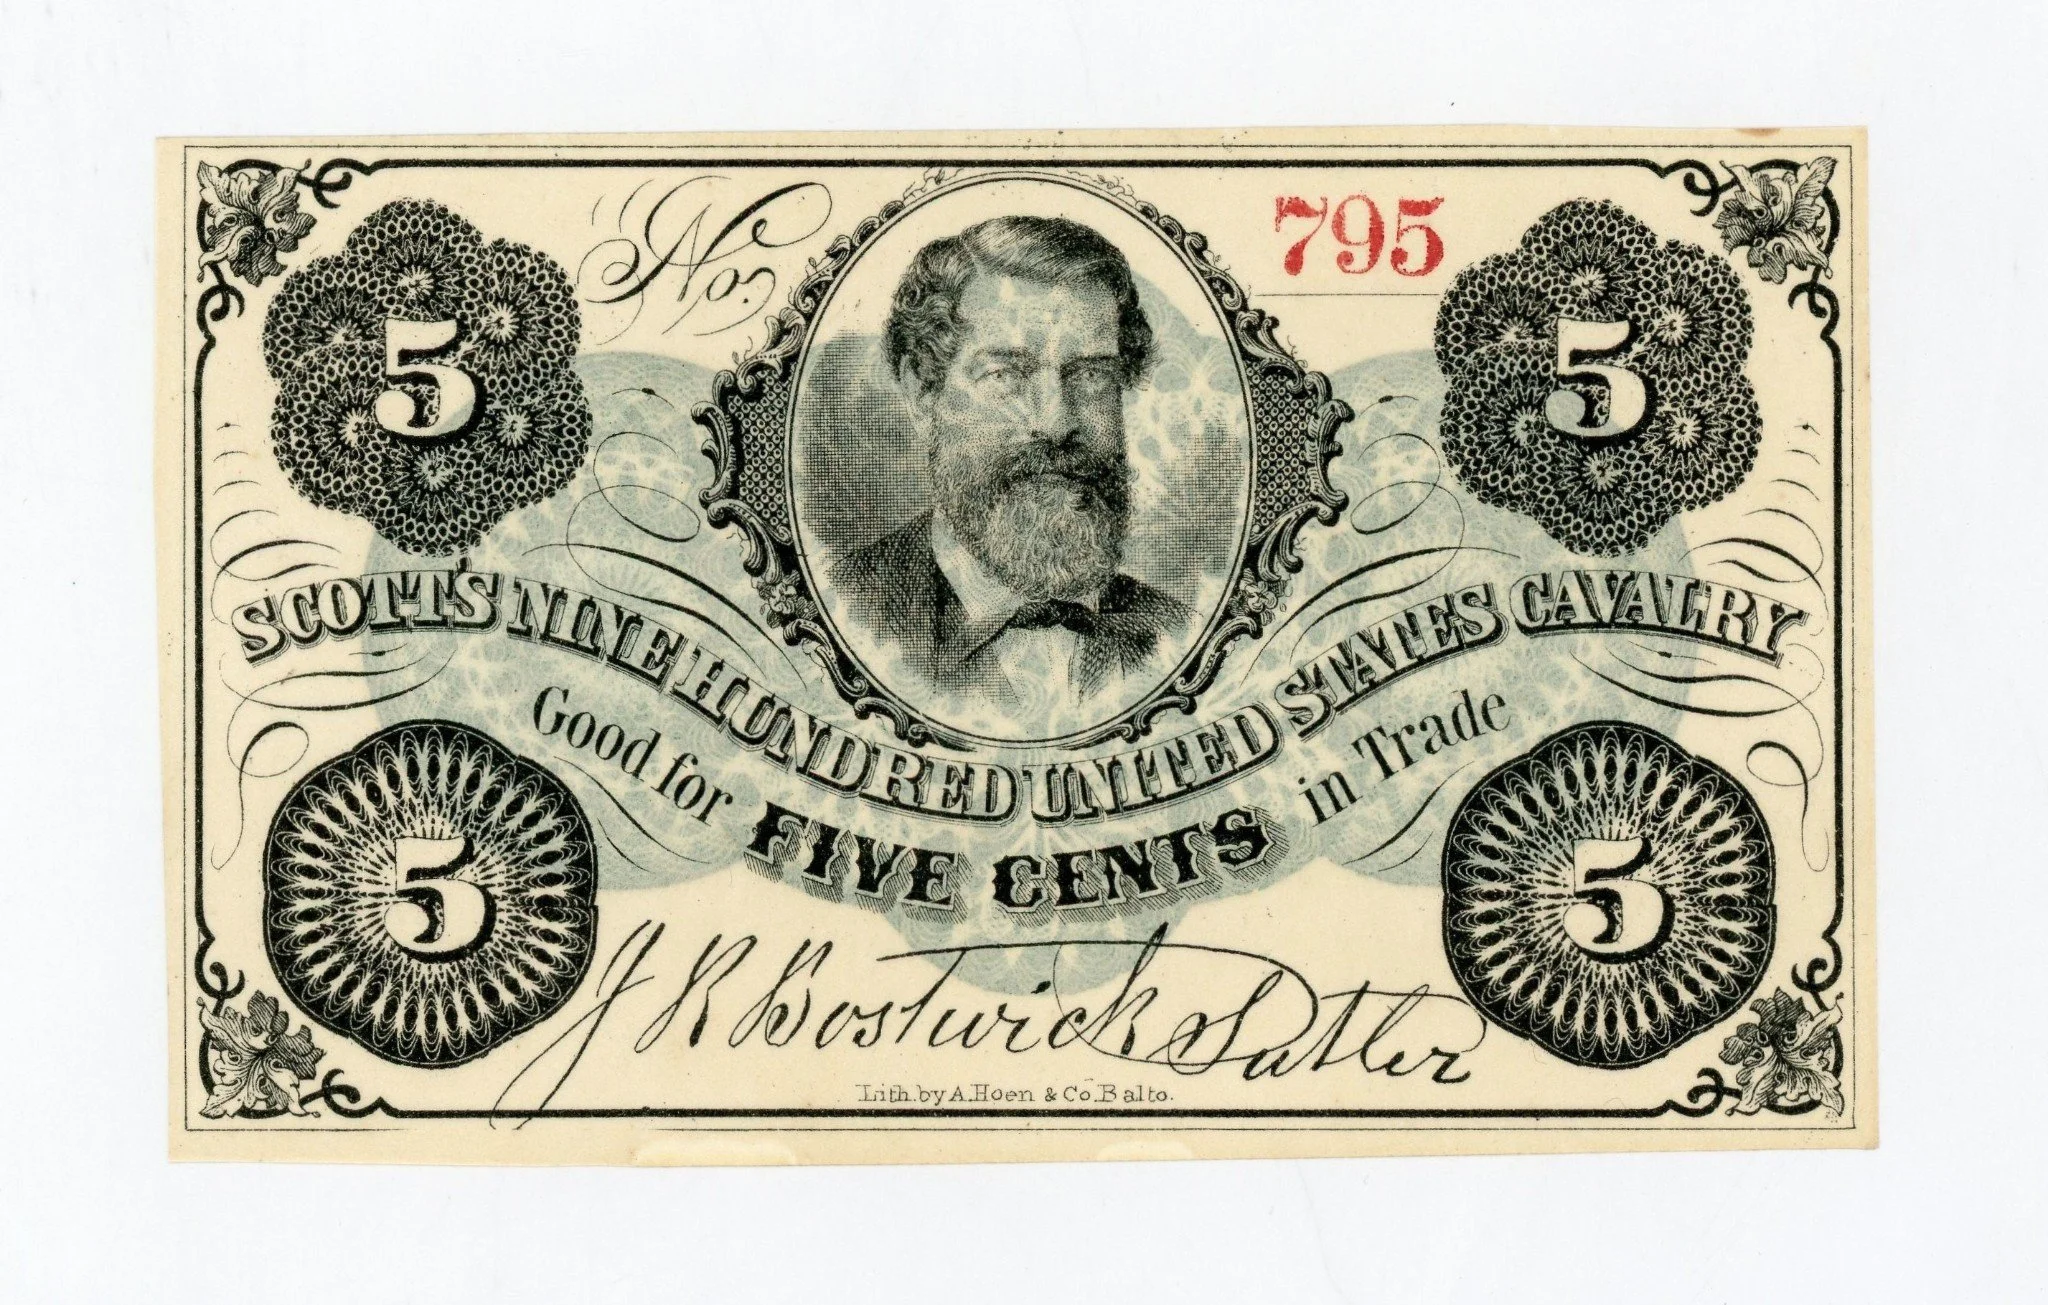 No. 795
5 5
SCOTT'S NINE HUNDRED UNITED STATES CAVALRY
Good for FIVE CENTS in Trade
5 5
J R Bostwick Sutler
Lith. by A. Hoen & Co. Balto.